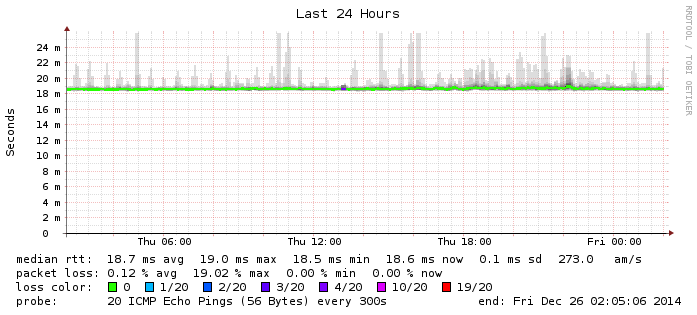 Last 24 Hours
RRDTOOL / TOBI OETIKER
Seconds
24 m
22 m
20 m
18 m
16 m
14 m
12 m
10 m
8 m
6 m
4 m
2 m
0
Thu 06:00 Thu 12:00 Thu 18:00 Fri 00:00
median rtt: 18.7 ms avg 19.0 ms max 18.5 ms min 18.6 ms now 0.1 ms sd 273.0 am/s
packet loss: 0.12 % avg 19.02 % max 0.00 % min 0.00 % now
loss color: 0 1/20 2/20 3/20 4/20 10/20 19/20
probe: 20 ICMP Echo Pings (56 Bytes) every 300s end: Fri Dec 26 02:05:06 2014